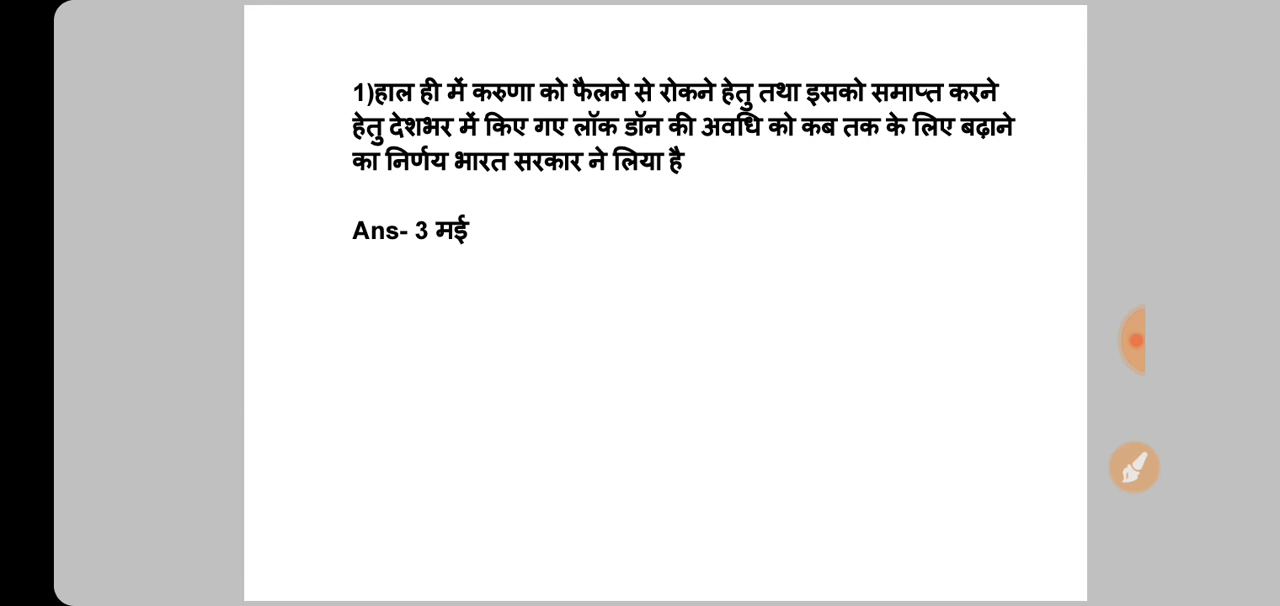 1)हाल ही में करुणा को फैलने से रोकने हेतु तथा इसको समाप्त करने
हेतु देशभर में किए गए लॉक डॉन की अवधि को कब तक के लिए बढ़ाने
का निर्णय भारत सरकार ने लिया है
Ans- 3 मई